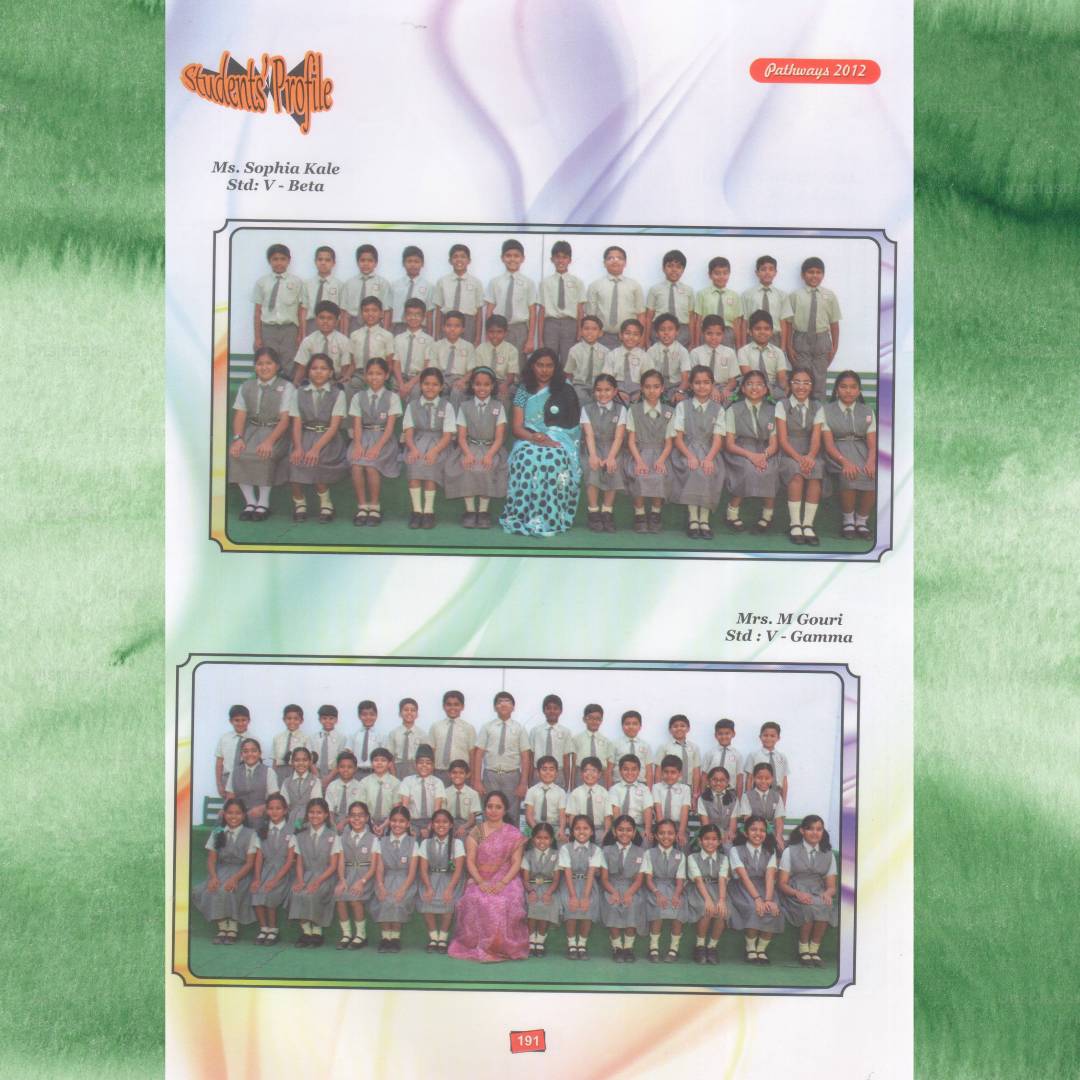 Students' Profile
Pathways 2012
Ms. Sophia Kale
Std: V - Beta
Mrs. M Gouri
Std : V - Gamma
191